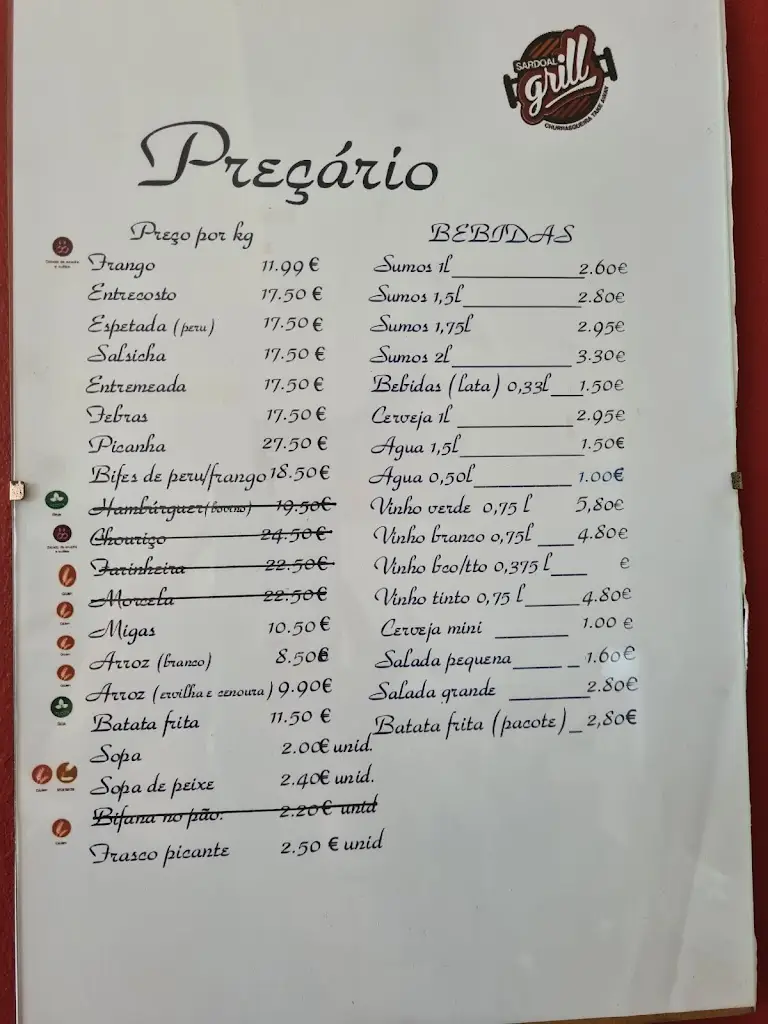 SARDOAL
grill
CHURRASQUEIRA TAKE AWAY
Preçário
Preço por kg
Frango 11.99 €
Entrecosto 17.50 €
Espetada (peru) 17.50 €
Salsicha 17.50 €
Entremeada 17.50 €
Febras 17.50 €
Picanha 27.50 €
Bifes de peru/frango 18.50€
Hambúrguer (bovino) 19.50€
Chouriço 24.50€
Farinheira 22.50€
Morcela 22.50€
Migas 10.50€
Arroz (branco) 8.50€
Arroz (ervilha e cenoura) 9.90€
Batata frita 11.50 €
Sopa 2.00€ unid.
Sopa de peixe 2.40€ unid.
Bifana no pão. 2.20€ unid
Frasco picante 2.50 € unid
BEBIDAS
Sumos 1l 2.60€
Sumos 1,5l 2.80€
Sumos 1,75l 2.95€
Sumos 2l 3.30€
Bebidas (lata) 0,33l 1.50€
Cerveja 1l 2.95€
Agua 1,5l 1.50€
Agua 0,50l 1.00€
Vinho verde 0,75 l 5,80€
Vinho branco 0,75l 4.80€
Vinho bco/tto 0,375 l €
Vinho tinto 0,75 l 4.80€
Cerveja mini 1.00 €
Salada pequena 1.60€
Salada grande 2.80€
Batata frita (pacote) 2,80€